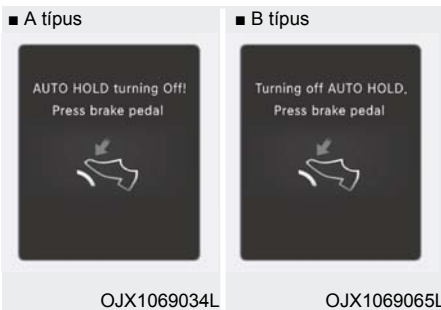 ■ A típus
AUTO HOLD turning Off!
Press brake pedal
OJX1069034L
■ B típus
Turning off AUTO HOLD,
Press brake pedal
OJX1069065L